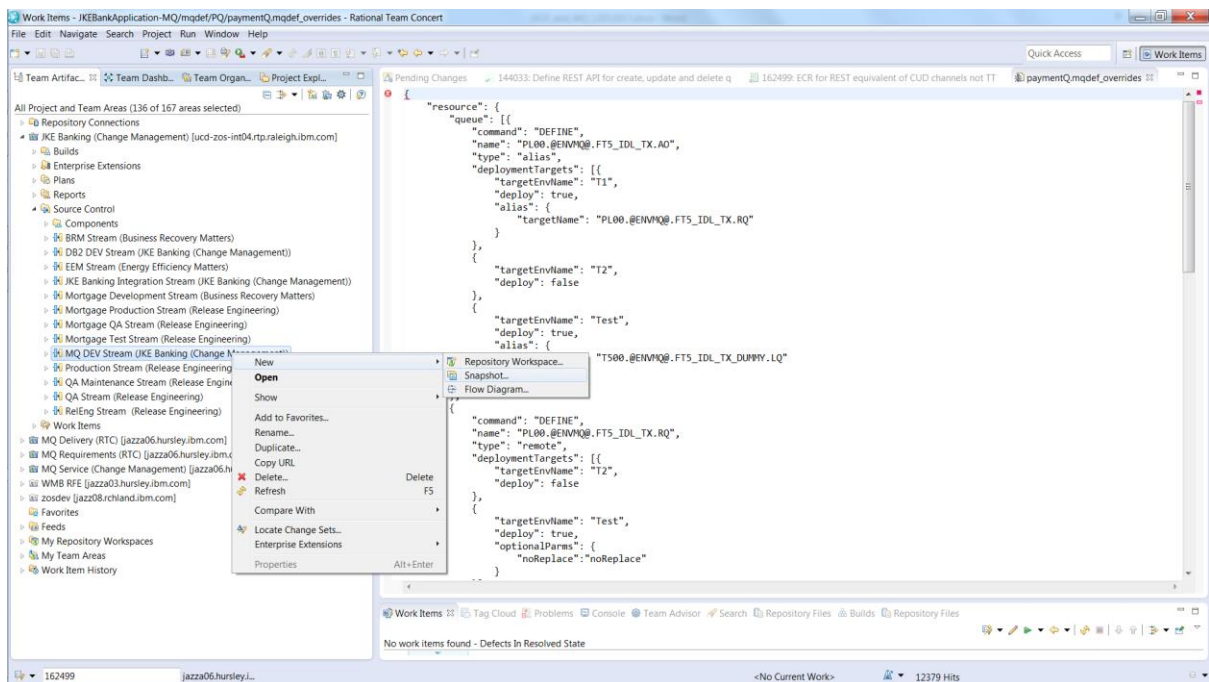 Work Items - JKEBankApplication-MQ/mqdef/PQ/paymentQ.mqdef_overrides - Rational Team Concert
File Edit Navigate Search Project Run Window Help
Quick Access
Work Items
Team Artifac...
Team Dashb...
Team Organ...
Project Expl...
All Project and Team Areas (136 of 167 areas selected)
Repository Connections
JKE Banking (Change Management) [ucd-zos-int04.rtp.raleigh.ibm.com]
Builds
Enterprise Extensions
Plans
Reports
Source Control
Components
BRM Stream (Business Recovery Matters)
DB2 DEV Stream (JKE Banking (Change Management))
EEM Stream (Energy Efficiency Matters)
JKE Banking Integration Stream (JKE Banking (Change Management))
Mortgage Development Stream (Business Recovery Matters)
Mortgage Production Stream (Release Engineering)
Mortgage QA Stream (Release Engineering)
Mortgage Test Stream (Release Engineering)
MQ DEV Stream (JKE Banking (Change
Production Stream (Release Engineering
QA Maintenance Stream (Release Engine
QA Stream (Release Engineering)
RelEng Stream (Release Engineering)
Work Items
MQ Delivery (RTC) [jazza06.hursley.ibm.com]
MQ Requirements (RTC) [jazza06.hursley.ibm.c
MQ Service (Change Management) [jazza06.h
WMB RFE [jazza03.hursley.ibm.com]
zosdev [jazz08.rchland.ibm.com]
Favorites
Feeds
My Repository Workspaces
My Team Areas
Work Item History
New
Open
Show
Add to Favorites...
Rename...
Duplicate...
Copy URL
Delete... Delete
Refresh F5
Compare With
Locate Change Sets...
Enterprise Extensions
Properties Alt+Enter
Repository Workspace...
Snapshot...
Flow Diagram...
Pending Changes
144033: Define REST API for create, update and delete q
162499: ECR for REST equivalent of CUD channels not TT
paymentQ.mqdef_overrides
{
"resource": {
"queue": [{
"command": "DEFINE",
"name": "PL00.@ENVMQ@.FT5_IDL_TX.AO",
"type": "alias",
"deploymentTargets": [{
"targetEnvName": "T1",
"deploy": true,
"alias": {
"targetName": "PL00.@ENVMQ@.FT5_IDL_TX.RQ"
}
},
{
"targetEnvName": "T2",
"deploy": false
},
{
"targetEnvName": "Test",
"deploy": true,
"alias": {
"T500.@ENVMQ@.FT5_IDL_TX_DUMMY.LQ"
{
"command": "DEFINE",
"name": "PL00.@ENVMQ@.FT5_IDL_TX.RQ",
"type": "remote",
"deploymentTargets": [{
"targetEnvName": "T2",
"deploy": false
},
{
"targetEnvName": "Test",
"deploy": true,
"optionalParms": {
"noReplace":"noReplace"
}
Work Items
Tag Cloud
Problems
Console
Team Advisor
Search
Repository Files
Builds
Repository Files
No work items found - Defects In Resolved State
162499
jazza06.hursley.i...
<No Current Work>
12379 Hits